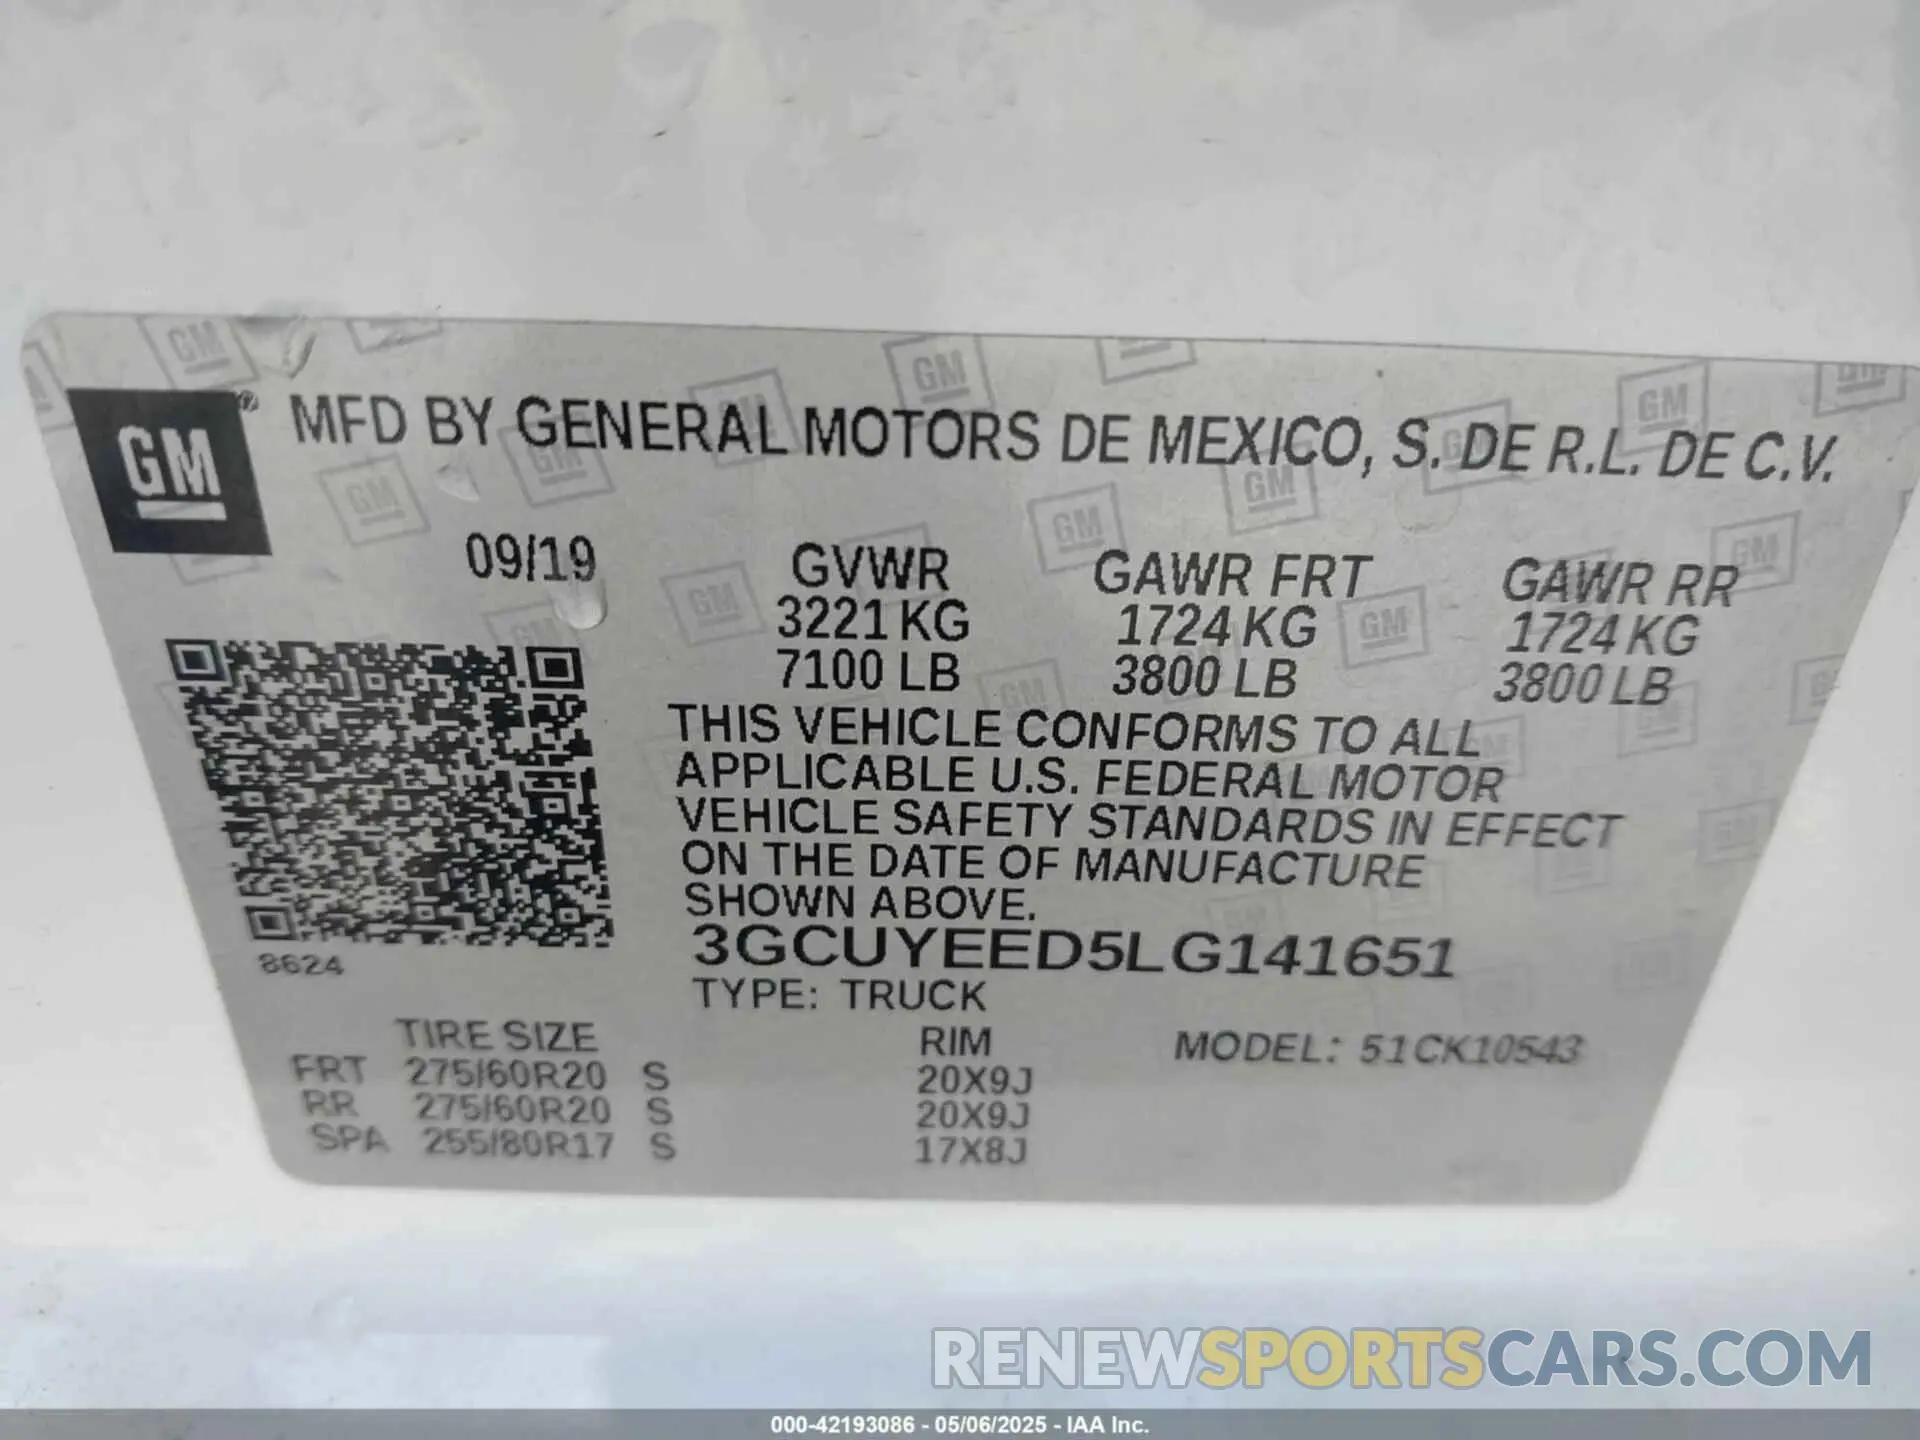 GM® MFD BY GENERAL MOTORS DE MEXICO, S. DE R.L. DE C.V.
09/19 GVWR GAWR FRT GAWR RR
3221 KG 1724 KG 1724 KG
7100 LB 3800 LB 3800 LB
THIS VEHICLE CONFORMS TO ALL
APPLICABLE U.S. FEDERAL MOTOR
VEHICLE SAFETY STANDARDS IN EFFECT
ON THE DATE OF MANUFACTURE
SHOWN ABOVE.
3GCUYEED5LG141651
8624
TYPE: TRUCK
TIRE SIZE RIM MODEL: 51CK10543
FRT 275/60R20 S 20X9J
RR 275/60R20 S 20X9J
SPA 255/80R17 S 17X8J
RENEWSPORTSCARS.COM
000-42193086 - 05/06/2025 - IAA Inc.